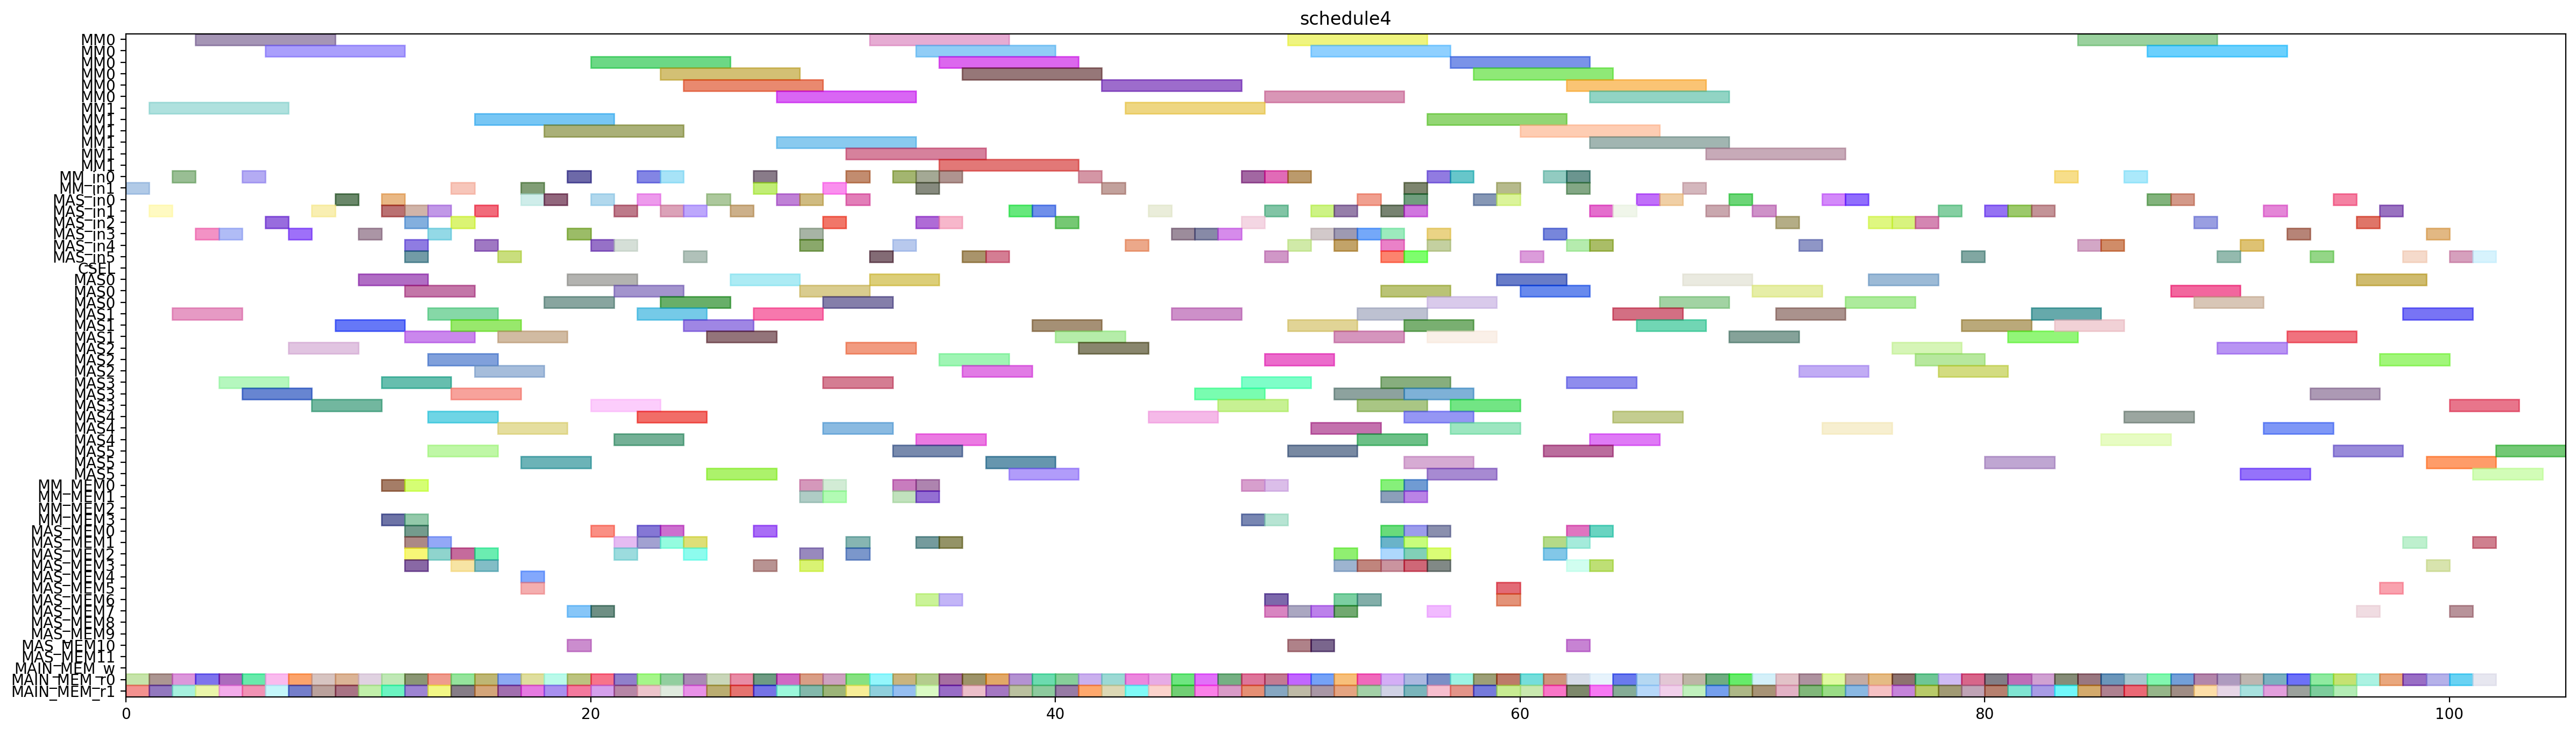 schedule4
MM0
MM0
MM0
MM0
MM0
MM0
MM1
MM1
MM1
MM1
MM1
MM1
MM_in0
MM_in1
MAS_in0
MAS_in1
MAS_in2
MAS_in3
MAS_in4
MAS_in5
CSEL
MAS0
MAS0
MAS0
MAS1
MAS1
MAS1
MAS2
MAS2
MAS2
MAS3
MAS3
MAS3
MAS4
MAS4
MAS4
MAS5
MAS5
MAS5
MM_MEM0
MM_MEM1
MM_MEM2
MM_MEM3
MAS_MEM0
MAS_MEM1
MAS_MEM2
MAS_MEM3
MAS_MEM4
MAS_MEM5
MAS_MEM6
MAS_MEM7
MAS_MEM8
MAS_MEM9
MAS_MEM10
MAS_MEM11
MAIN_MEM_w
MAIN_MEM_r0
MAIN_MEM_r1
0 20 40 60 80 100